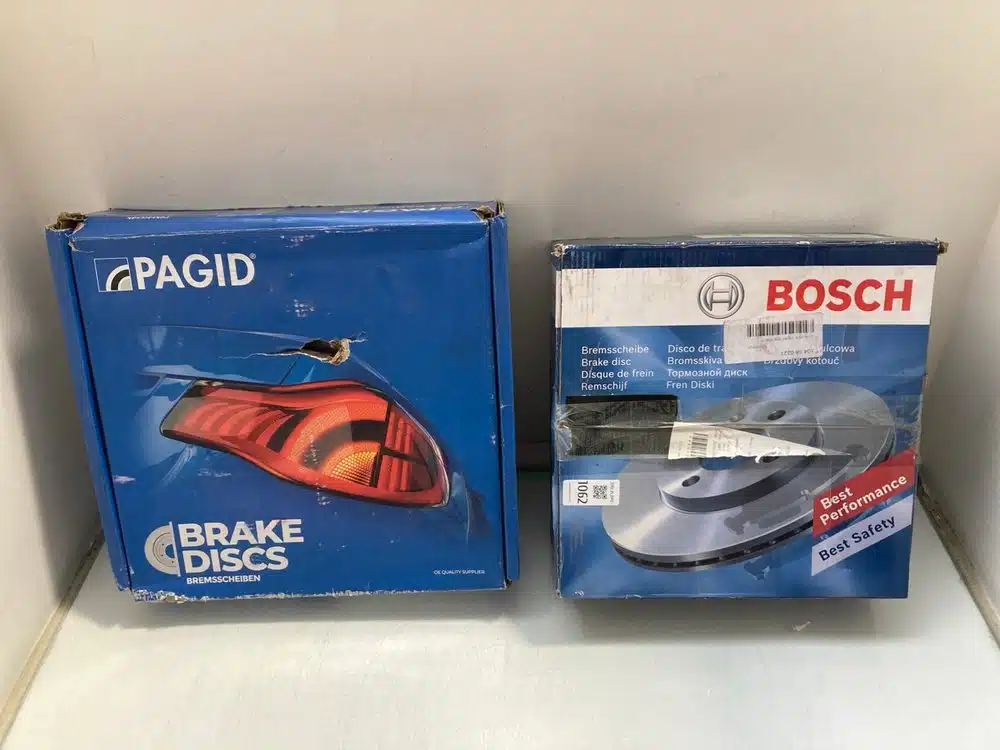 PAGID®
BRAKE
DISCS
BREMSSCHEIBEN
OE QUALITY SUPPLIER
BOSCH
Bremsscheibe
Brake disc
Disque de frein
Remschijf
Disco de
Bromsskiva
kotouč
Тормозной диск
Fren Diski
1062
Best
Performance
Best Safety